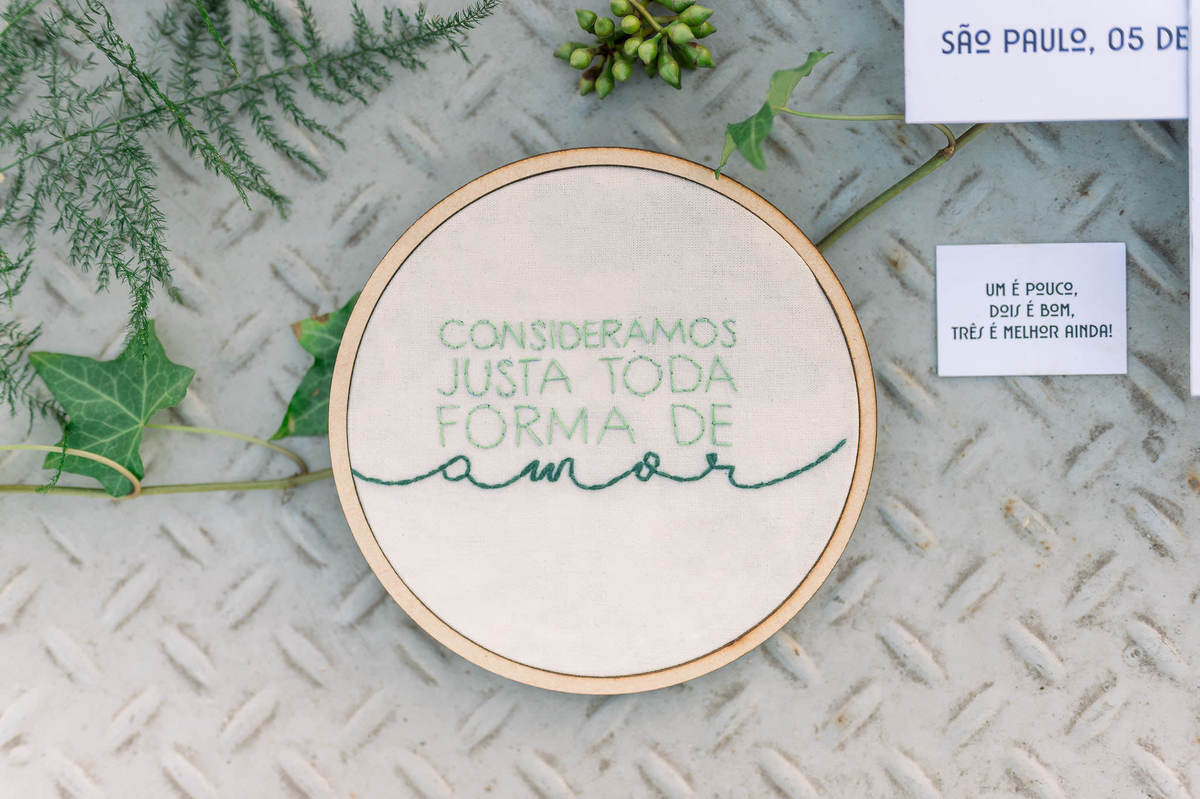 CONSIDERAMOS
JUSTA TODA
FORMA DE
amor
SÃO PAULO, 05 DE
UM É POUCO,
DOIS É BOM,
TRÊS É MELHOR AINDA!